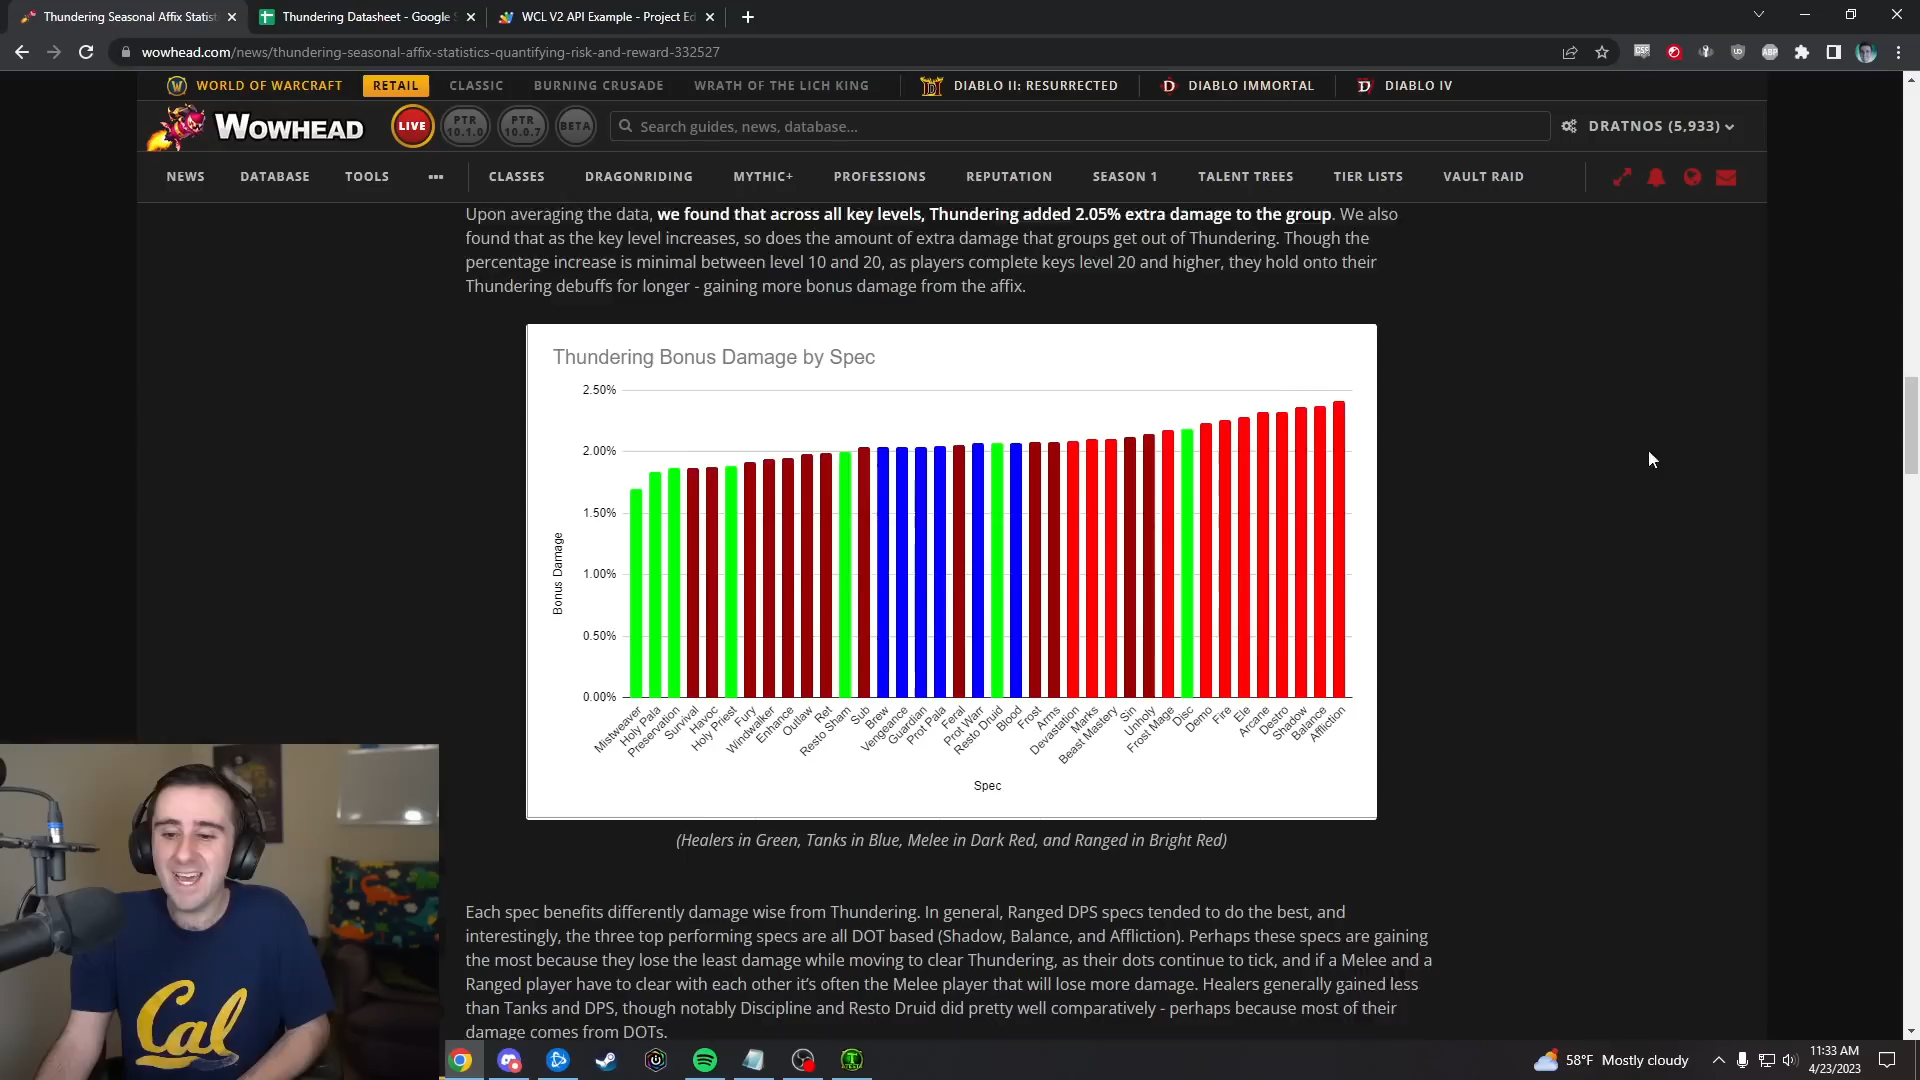 Thundering Seasonal Affix Statist
Thundering Datasheet - Google S
WCL V2 API Example - Project Ed
wowhead.com/news/thundering-seasonal-affix-statistics-quantifying-risk-and-reward-332527
WORLD OF WARCRAFT RETAIL CLASSIC BURNING CRUSADE WRATH OF THE LICH KING DIABLO II: RESURRECTED DIABLO IMMORTAL DIABLO IV
WOWHEAD LIVE PTR 10.1.0 PTR 10.0.7 BETA Search guides, news, database... DRATNOS (5,933)
NEWS DATABASE TOOLS ••• CLASSES DRAGONRIDING MYTHIC+ PROFESSIONS REPUTATION SEASON 1 TALENT TREES TIER LISTS VAULT RAID
Upon averaging the data, we found that across all key levels, Thundering added 2.05% extra damage to the group. We also
found that as the key level increases, so does the amount of extra damage that groups get out of Thundering. Though the
percentage increase is minimal between level 10 and 20, as players complete keys level 20 and higher, they hold onto their
Thundering debuffs for longer - gaining more bonus damage from the affix.
Thundering Bonus Damage by Spec
2.50%
2.00%
1.50%
1.00%
0.50%
0.00%
Bonus Damage
Mistweaver
Holy Pala
Preservation
Survival
Havoc
Holy Priest
Fury
Windwalker
Enhance
Outlaw
Ret
Resto Sham
Sub
Brew
Vengeance
Guardian
Prot Pala
Feral
Prot Warr
Resto Druid
Blood
Frost
Arms
Devastation
Marks
Beast Mastery
Sin
Unholy
Frost Mage
Disc
Demo
Fire
Ele
Arcane
Destro
Shadow
Balance
Affliction
Spec
(Healers in Green, Tanks in Blue, Melee in Dark Red, and Ranged in Bright Red)
Each spec benefits differently damage wise from Thundering. In general, Ranged DPS specs tended to do the best, and
interestingly, the three top performing specs are all DOT based (Shadow, Balance, and Affliction). Perhaps these specs are gaining
the most because they lose the least damage while moving to clear Thundering, as their dots continue to tick, and if a Melee and a
Ranged player have to clear with each other it's often the Melee player that will lose more damage. Healers generally gained less
than Tanks and DPS, though notably Discipline and Resto Druid did pretty well comparatively - perhaps because most of their
damage comes from DOTs.
Cal
58°F Mostly cloudy
11:33 AM
4/23/2023